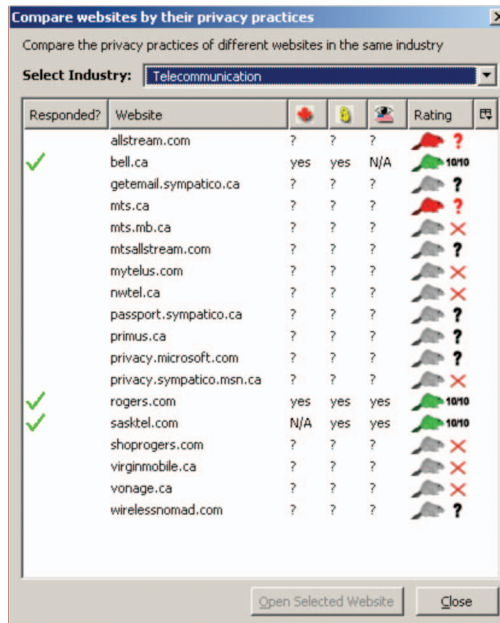 Compare websites by their privacy practices
Compare the privacy practices of different websites in the same industry
Select Industry: Telecommunication
Responded? Website Rating
allstream.com ? ? ? ?
bell.ca yes yes N/A 10/10
getemail.sympatico.ca ? ? ? ?
mts.ca ? ? ? ?
mts.mb.ca ? ? ?
mtsallstream.com ? ? ? ?
mytelus.com ? ? ?
nwtel.ca ? ? ?
passport.sympatico.ca ? ? ? ?
primus.ca ? ? ? ?
privacy.microsoft.com ? ? ? ?
privacy.sympatico.msn.ca ? ? ?
rogers.com yes yes yes 10/10
sasktel.com N/A yes yes 10/10
shoprogers.com ? ? ?
virginmobile.ca ? ? ?
vonage.ca ? ? ?
wirelessnomad.com ? ? ? ?
Open Selected Website Close